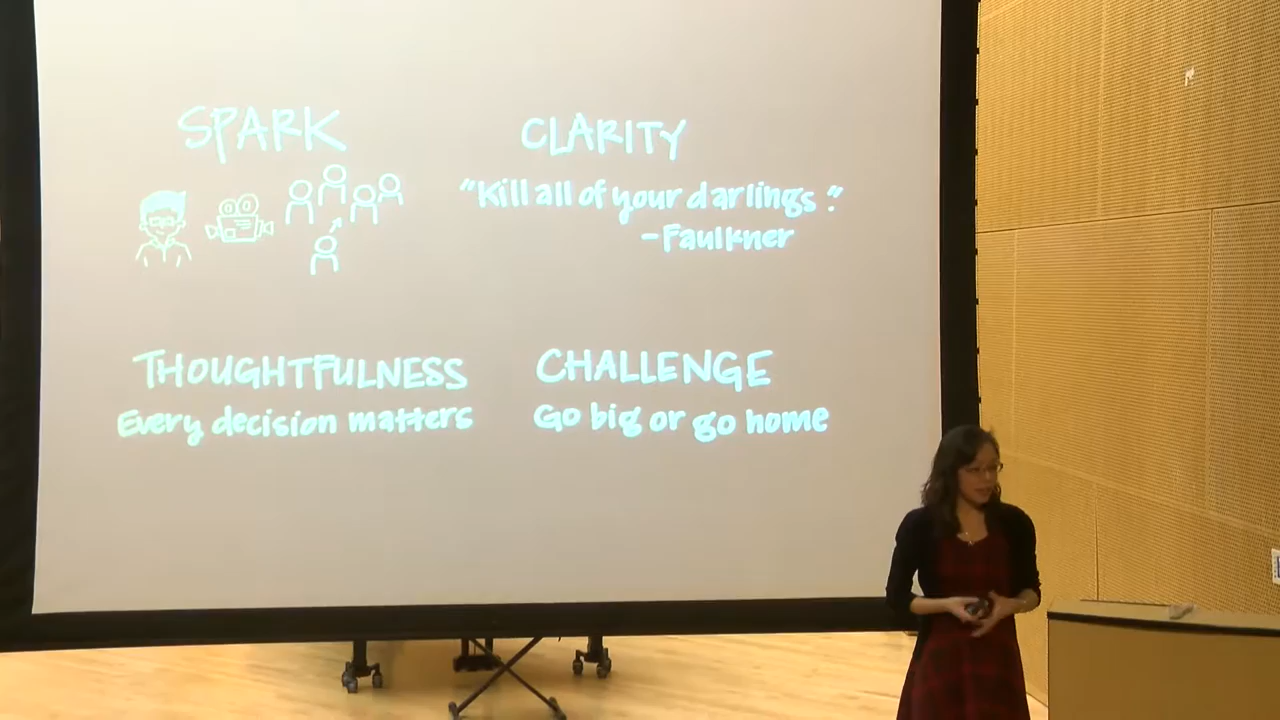 SPARK
CLARITY
"Kill all of your darlings."
-Faulkner
THOUGHTFULNESS
Every decision matters
CHALLENGE
Go big or go home